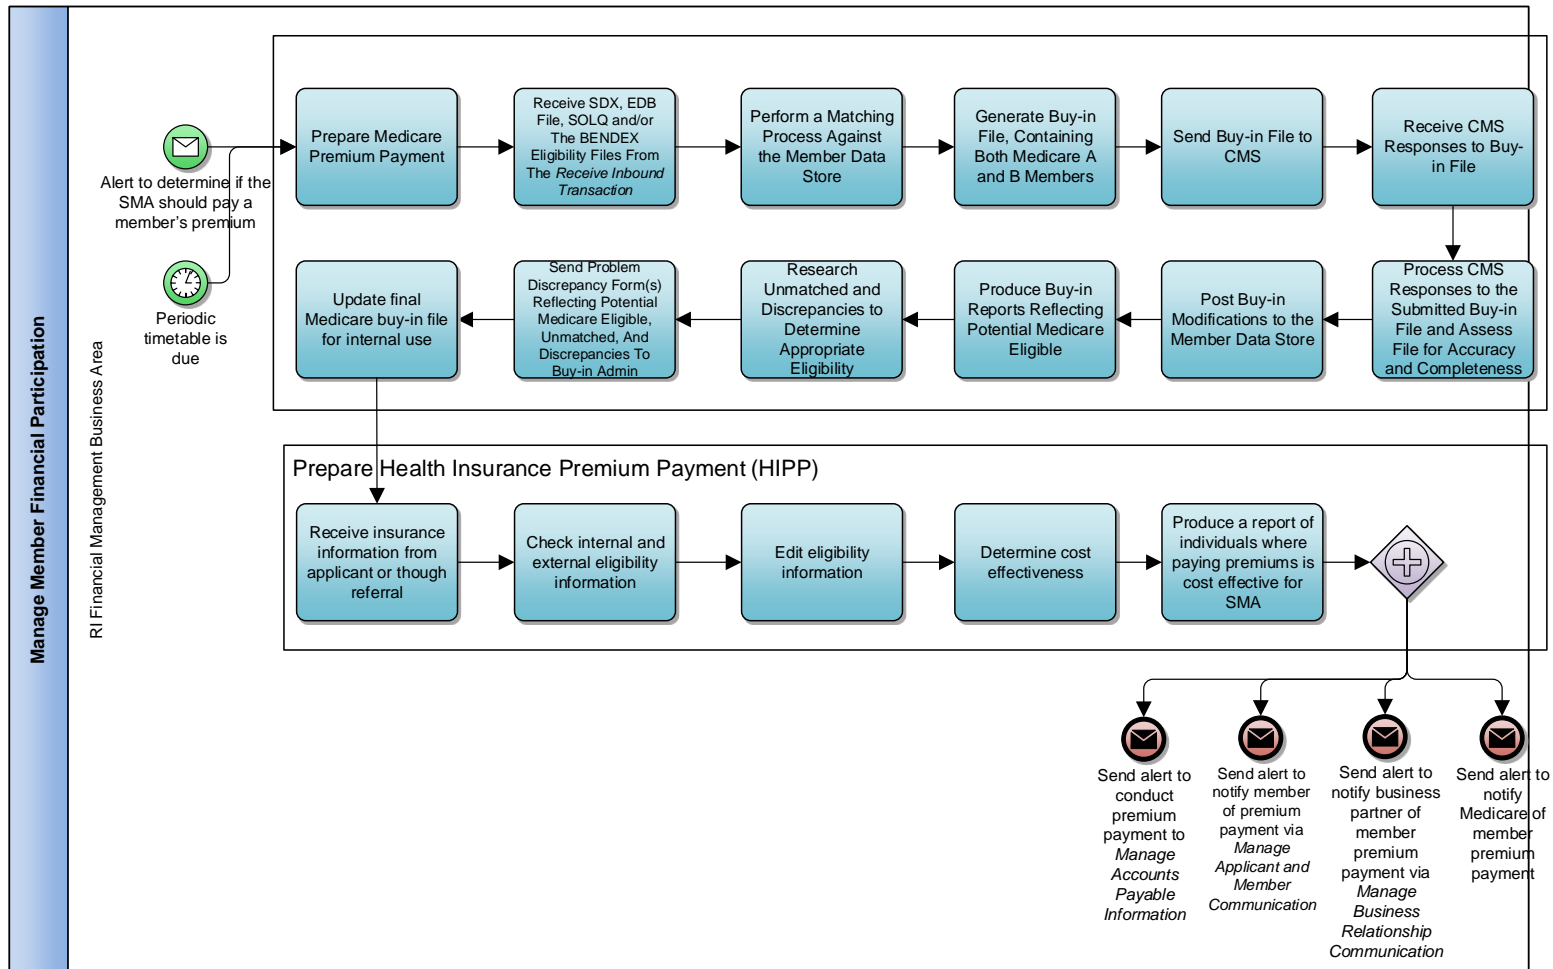 Manage Member Financial Participation
RI Financial Management Business Area
Alert to determine if the
SMA should pay a
member's premium
Periodic
timetable is
due
Prepare Medicare
Premium Payment
Receive SDX, EDB
File, SOLQ and/or
The BENDEX
Eligibility Files From
The Receive Inbound
Transaction
Perform a Matching
Process Against
the Member Data
Store
Generate Buy-in
File, Containing
Both Medicare A
and B Members
Send Buy-in File to
CMS
Receive CMS
Responses to Buy-
in File
Process CMS
Responses to the
Submitted Buy-in
File and Assess
File for Accuracy
and Completeness
Post Buy-in
Modifications to the
Member Data Store
Produce Buy-in
Reports Reflecting
Potential Medicare
Eligible
Research
Unmatched and
Discrepancies to
Determine
Appropriate
Eligibility
Send Problem
Discrepancy Form(s)
Reflecting Potential
Medicare Eligible,
Unmatched, And
Discrepancies To
Buy-in Admin
Update final
Medicare buy-in file
for internal use
Prepare Health Insurance Premium Payment (HIPP)
Receive insurance
information from
applicant or though
referral
Check internal and
external eligibility
information
Edit eligibility
information
Determine cost
effectiveness
Produce a report of
individuals where
paying premiums is
cost effective for
SMA
Send alert to
conduct
premium
payment to
Manage
Accounts
Payable
Information
Send alert to
notify member
of premium
payment via
Manage
Applicant and
Member
Communication
Send alert to
notify business
partner of
member
premium
payment via
Manage
Business
Relationship
Communication
Send alert to
notify
Medicare of
member
premium
payment